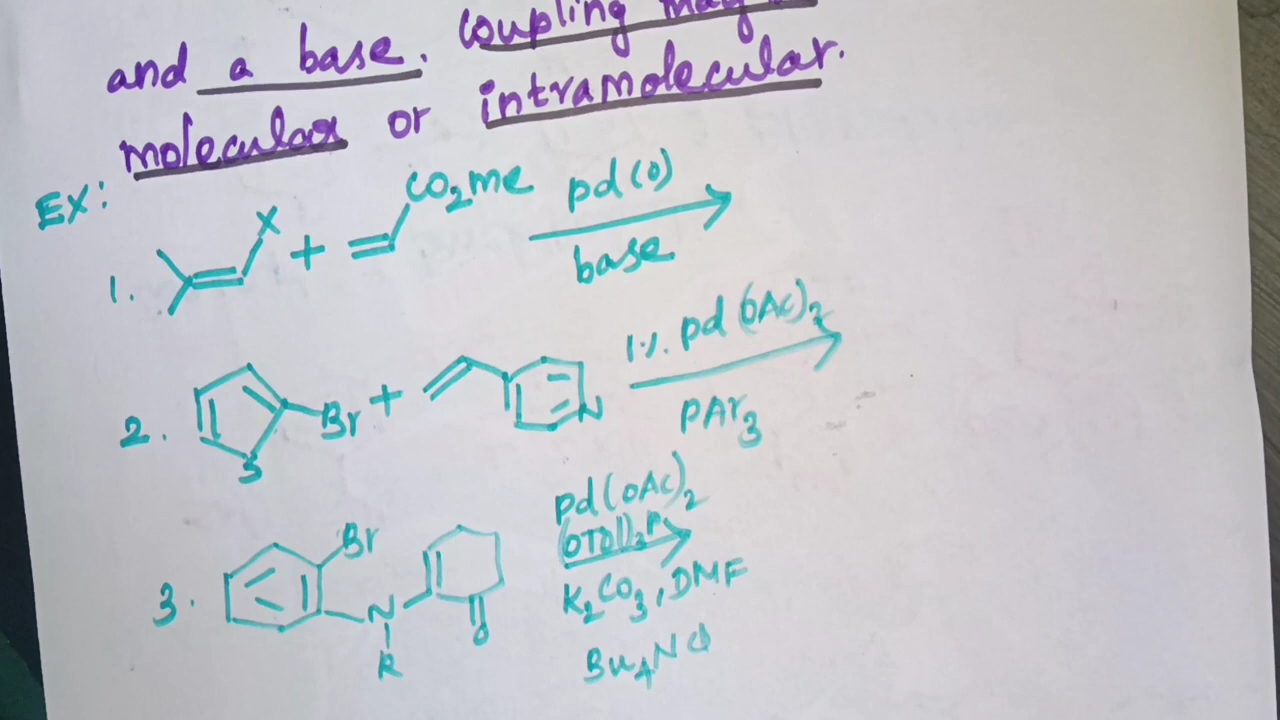 and a base. Coupling may
molecular or intramolecular.
EX:
1. X + CO2Me pd(0)
base
2. S Br + N 1% pd(OAc)2
PAr3
3. Br N R O pd(OAc)2
(OTOl)3P
K2CO3, DMF
Bu4NCl